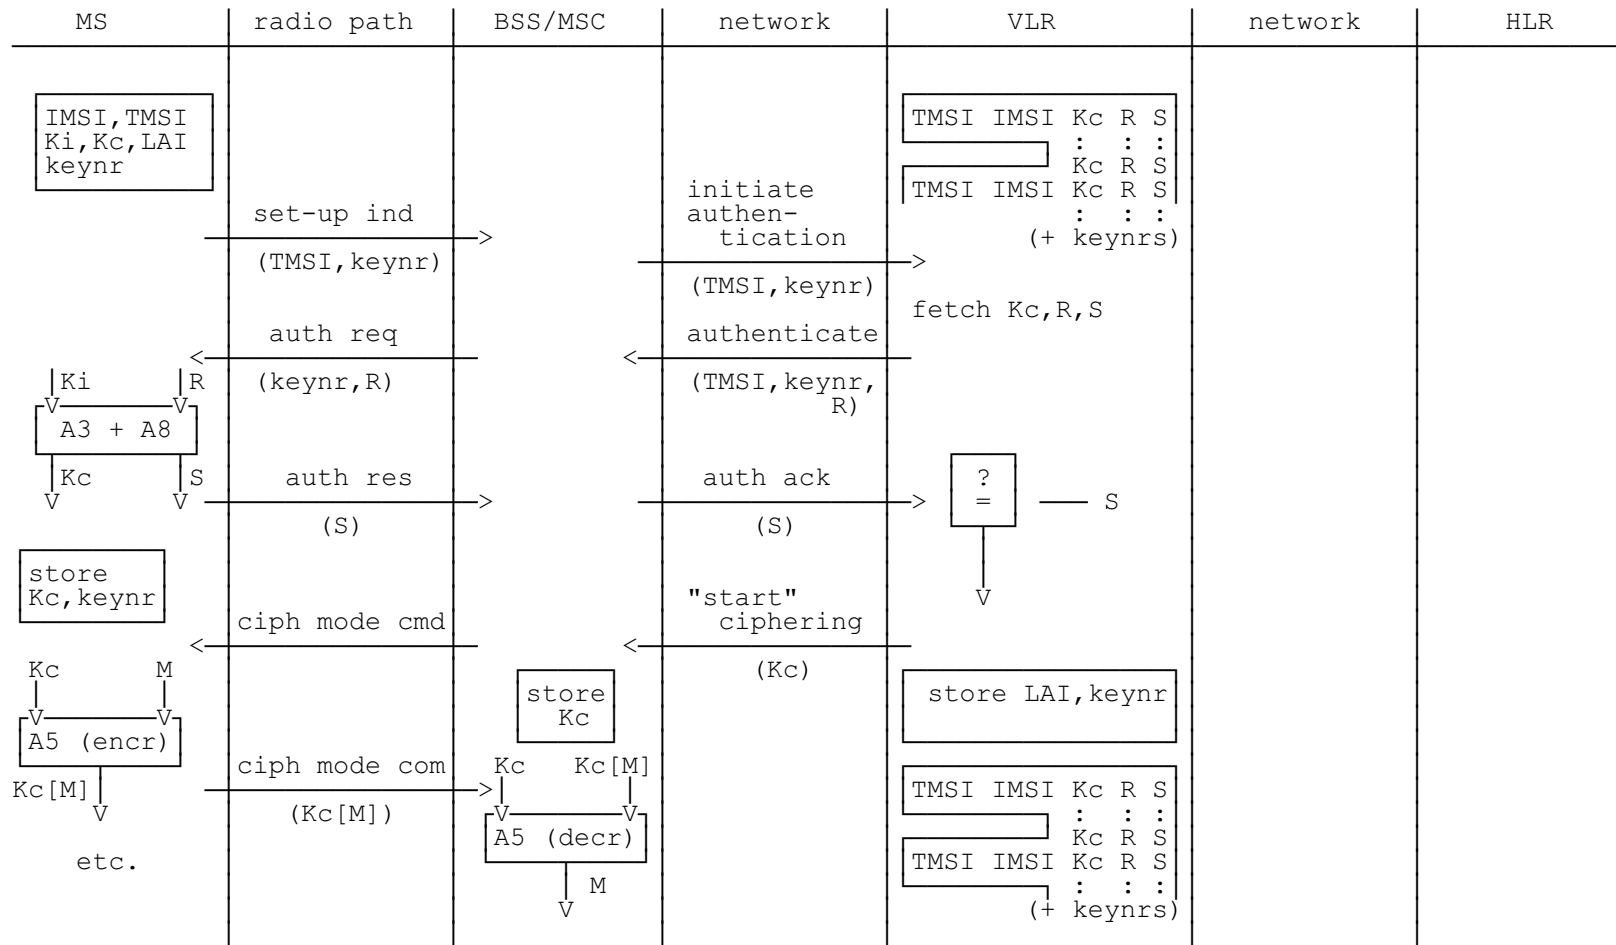 MS radio path BSS/MSC network VLR network HLR
IMSI,TMSI
Ki,Kc,LAI
keynr
TMSI IMSI Kc R S
: : :
Kc R S
TMSI IMSI Kc R S
: : :
(+ keynrs)
set-up ind
(TMSI,keynr)
initiate
authen-
tication
(TMSI,keynr)
fetch Kc,R,S
auth req
(keynr,R)
authenticate
(TMSI,keynr,
R)
Ki R
A3 + A8
Kc S
auth res
(S)
auth ack
(S)
?
=
S
store
Kc,keynr
ciph mode cmd
"start"
ciphering
(Kc)
Kc M
A5 (encr)
Kc[M]
store
Kc
store LAI,keynr
ciph mode com
(Kc[M])
Kc Kc[M]
A5 (decr)
M
TMSI IMSI Kc R S
: : :
Kc R S
TMSI IMSI Kc R S
: : :
(+ keynrs)
etc.